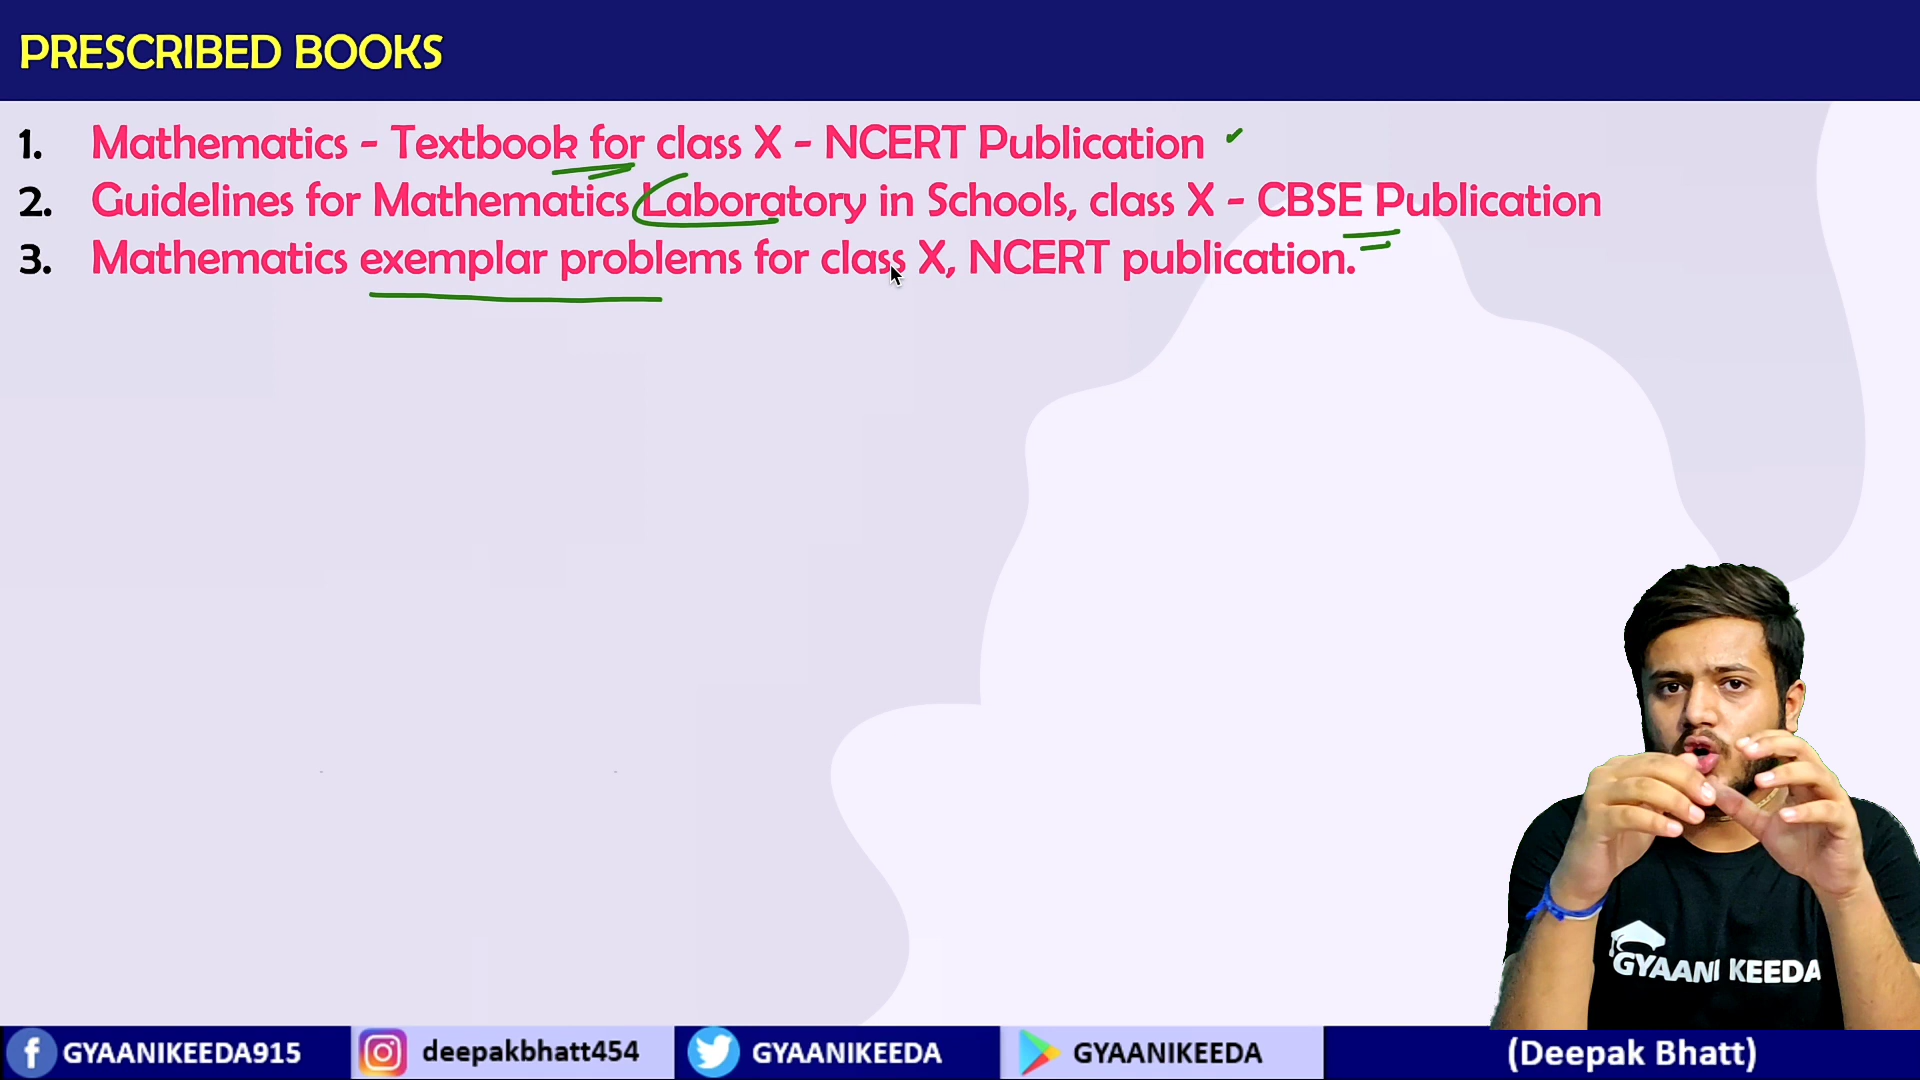 PRESCRIBED BOOKS
1. Mathematics - Textbook for class X - NCERT Publication
2. Guidelines for Mathematics Laboratory in Schools, class X - CBSE Publication
3. Mathematics exemplar problems for class X, NCERT publication.
GYAANI KEEDA
GYAANIKEEDA915 deepakbhatt454 GYAANIKEEDA GYAANIKEEDA (Deepak Bhatt)